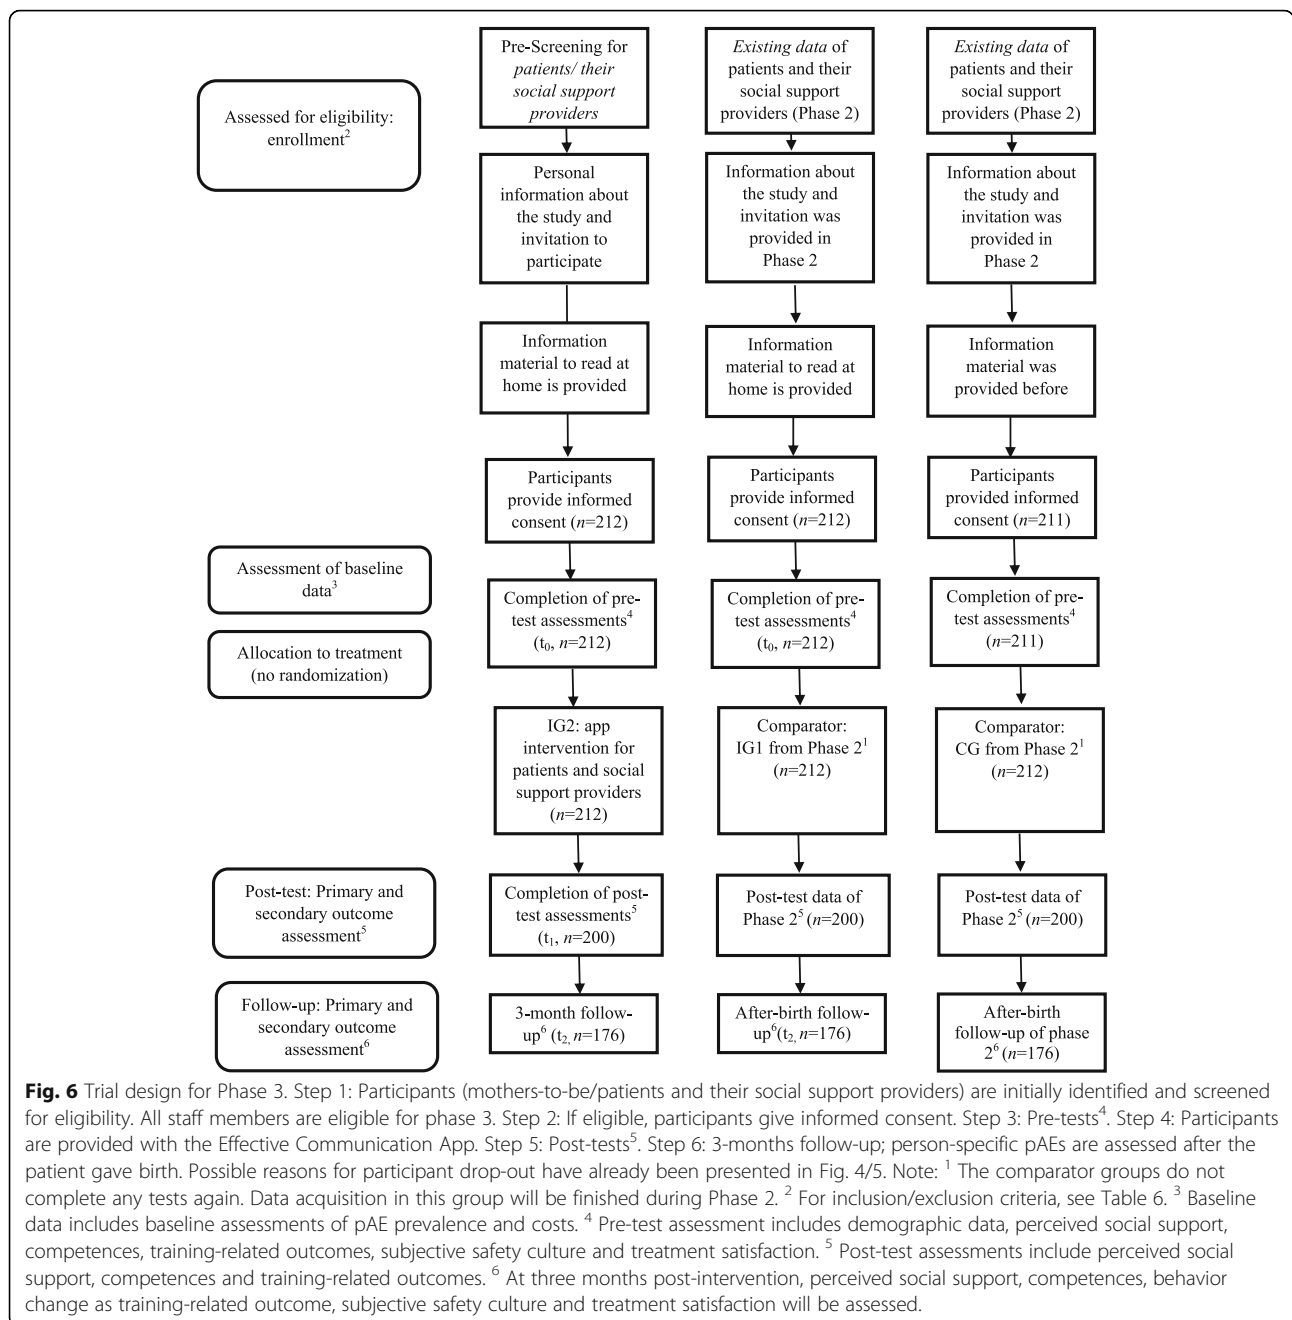 Pre-Screening for
patients/ their
social support
providers
Existing data of
patients and their
social support
providers (Phase 2)
Existing data of
patients and their
social support
providers (Phase 2)
Assessed for eligibility:
enrollment2
Personal
information about
the study and
invitation to
participate
Information about
the study and
invitation was
provided in
Phase 2
Information about
the study and
invitation was
provided in
Phase 2
Information
material to read at
home is provided
Information
material to read at
home is provided
Information
material was
provided before
Participants
provide informed
consent (n=212)
Participants
provide informed
consent (n=212)
Participants
provided informed
consent (n=211)
Assessment of baseline
data3
Completion of pre-
test assessments4
(t0, n=212)
Completion of pre-
test assessments4
(t0, n=212)
Completion of pre-
test assessments4
(n=211)
Allocation to treatment
(no randomization)
IG2: app
intervention for
patients and social
support providers
(n=212)
Comparator:
IG1 from Phase 21
(n=212)
Comparator:
CG from Phase 21
(n=212)
Post-test: Primary and
secondary outcome
assessment5
Completion of post-
test assessments5
(t1, n=200)
Post-test data of
Phase 25 (n=200)
Post-test data of
Phase 25 (n=200)
Follow-up: Primary and
secondary outcome
assessment6
3-month follow-
up6 (t2, n=176)
After-birth follow-
up6(t2, n=176)
After-birth
follow-up of phase
26 (n=176)
Fig. 6 Trial design for Phase 3. Step 1: Participants (mothers-to-be/patients and their social support providers) are initially identified and screened
for eligibility. All staff members are eligible for phase 3. Step 2: If eligible, participants give informed consent. Step 3: Pre-tests4. Step 4: Participants
are provided with the Effective Communication App. Step 5: Post-tests5. Step 6: 3-months follow-up; person-specific pAEs are assessed after the
patient gave birth. Possible reasons for participant drop-out have already been presented in Fig. 4/5. Note: 1 The comparator groups do not
complete any tests again. Data acquisition in this group will be finished during Phase 2. 2 For inclusion/exclusion criteria, see Table 6. 3 Baseline
data includes baseline assessments of pAE prevalence and costs. 4 Pre-test assessment includes demographic data, perceived social support,
competences, training-related outcomes, subjective safety culture and treatment satisfaction. 5 Post-test assessments include perceived social
support, competences and training-related outcomes. 6 At three months post-intervention, perceived social support, competences, behavior
change as training-related outcome, subjective safety culture and treatment satisfaction will be assessed.